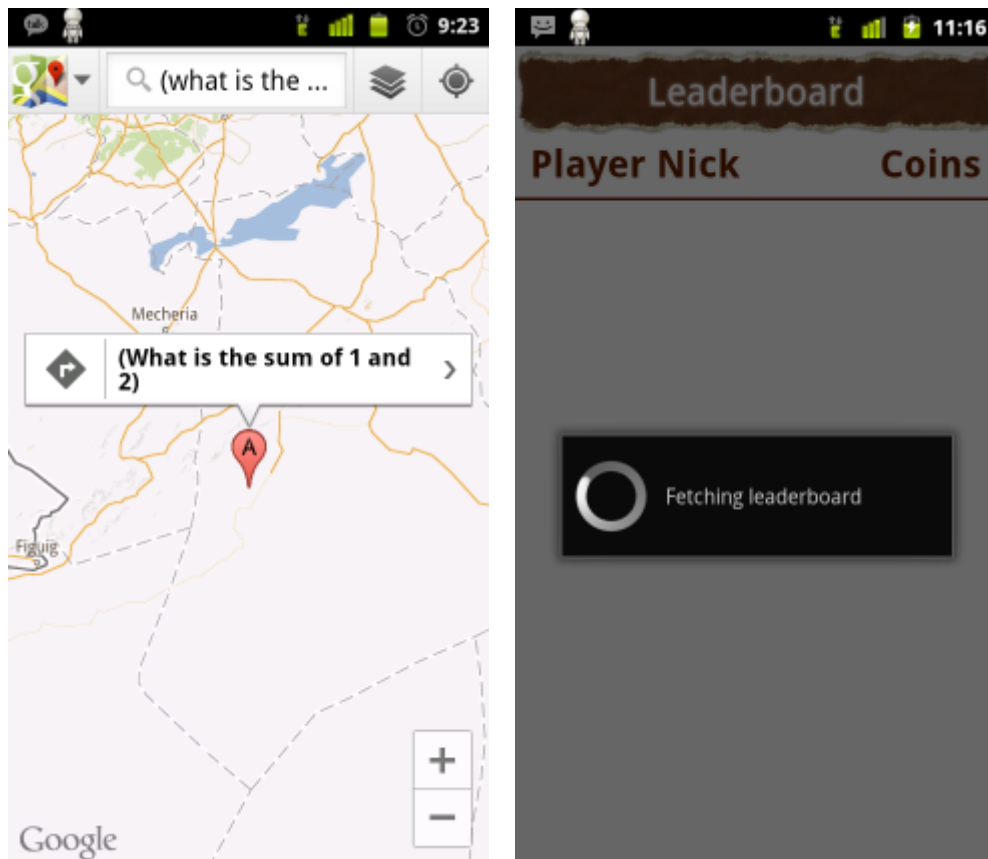 talk
9:23
(what is the ...
Mecheria
(What is the sum of 1 and
2)
A
Figuig
+
−
Google
11:16
Leaderboard
Player Nick Coins
Fetching leaderboard